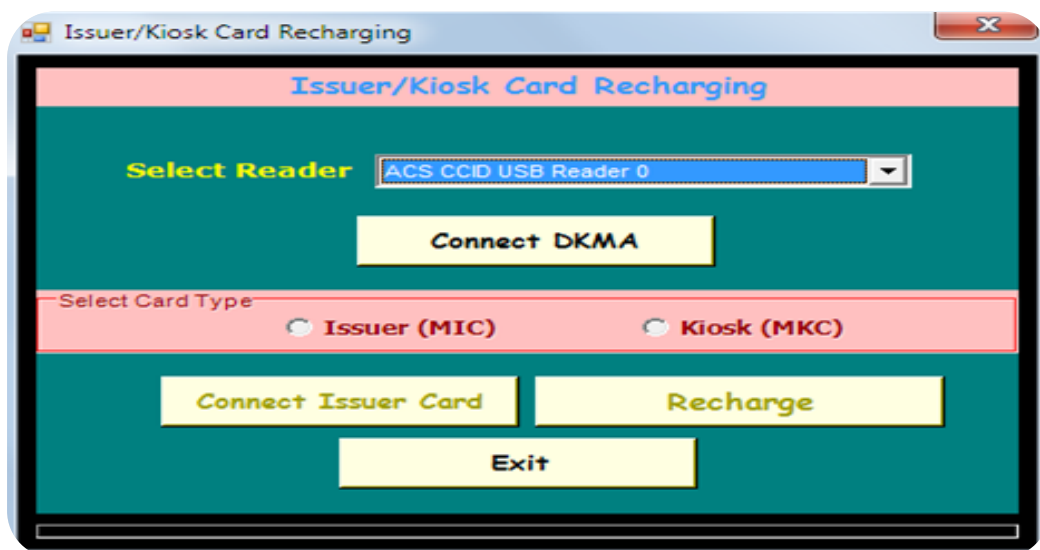 Issuer/Kiosk Card Recharging
Issuer/Kiosk Card Recharging
Select Reader ACS CCID USB Reader 0
Connect DKMA
Select Card Type
Issuer (MIC) Kiosk (MKC)
Connect Issuer Card Recharge
Exit